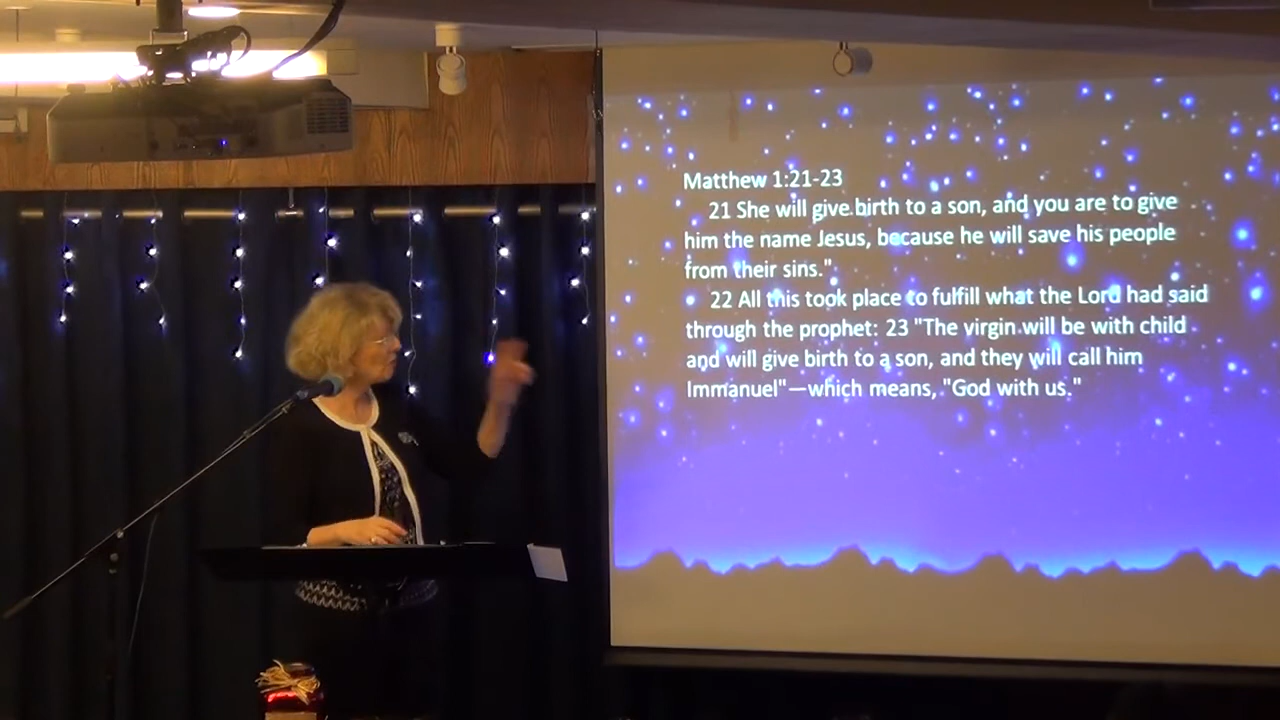 Matthew 1:21-23
21 She will give birth to a son, and you are to give
him the name Jesus, because he will save his people
from their sins."
22 All this took place to fulfill what the Lord had said
through the prophet: 23 "The virgin will be with child
and will give birth to a son, and they will call him
Immanuel"—which means, "God with us."